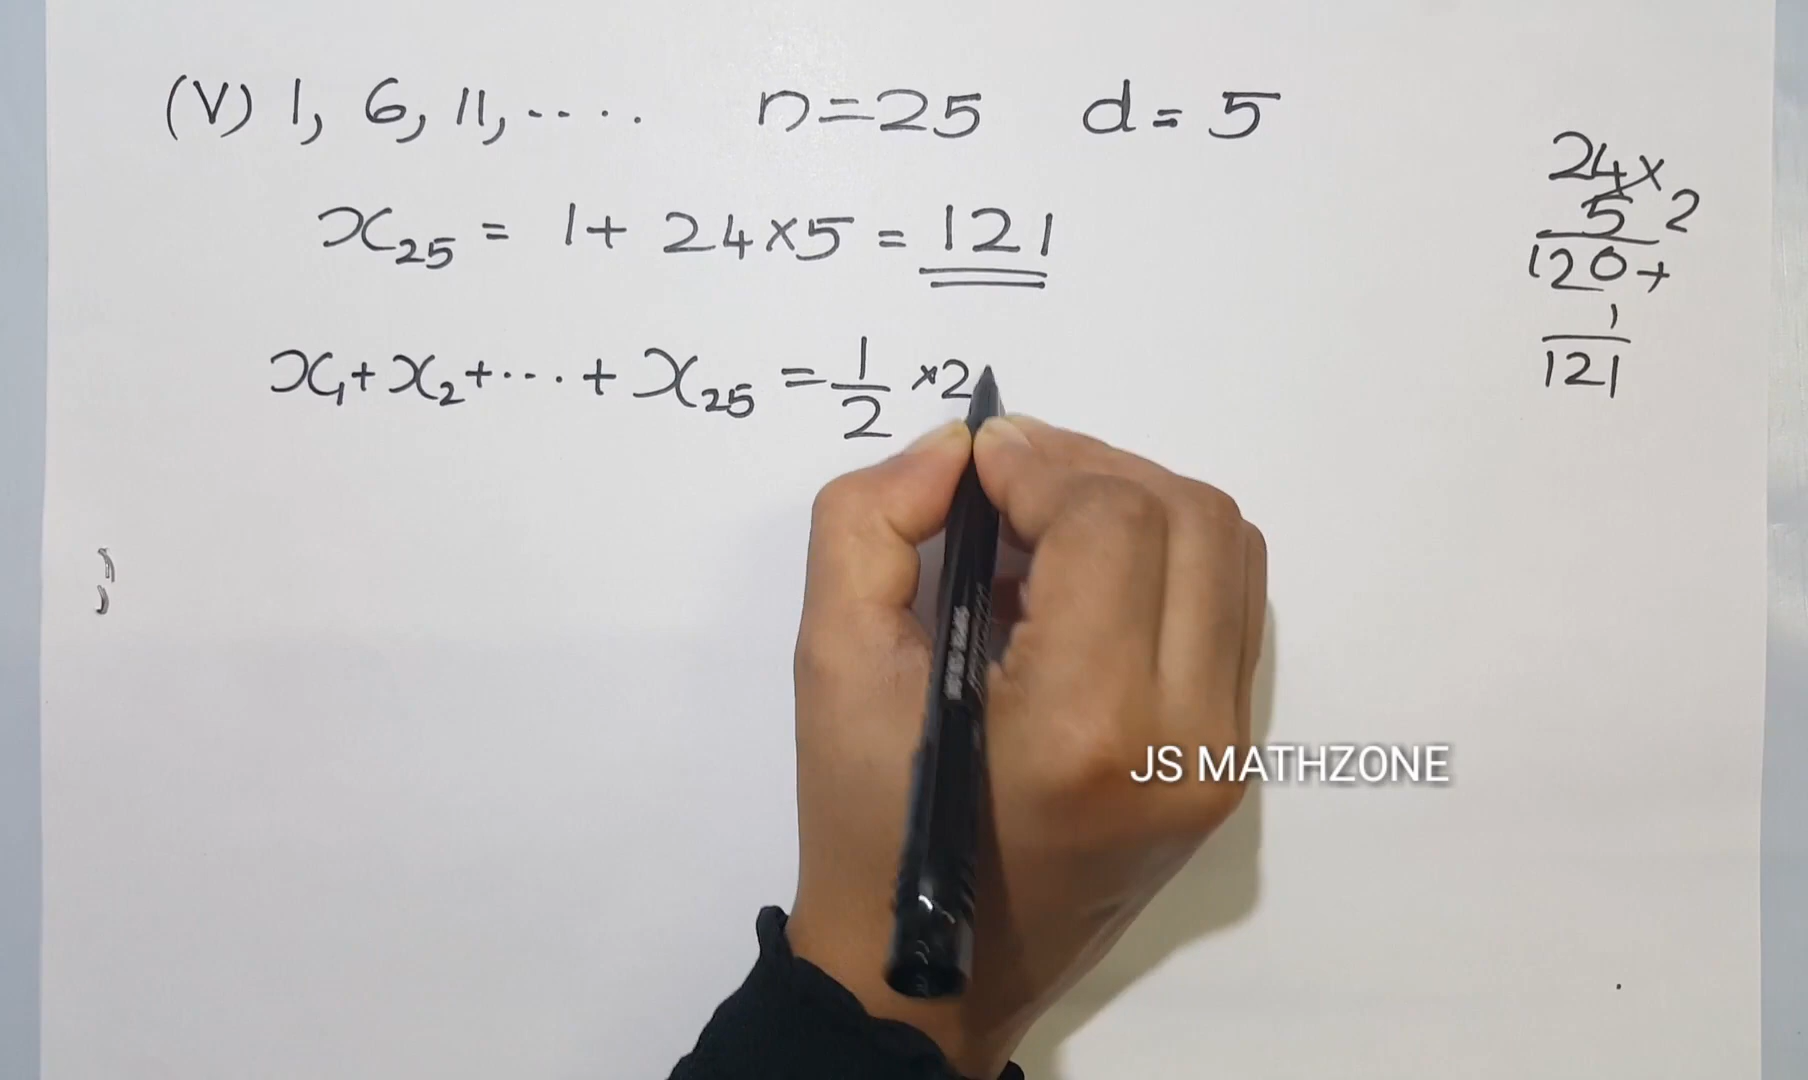 (V) 1, 6, 11, ----. n=25 d= 5
x₂₅ = 1+ 24×5 = 121
x₁+x₂+---.+x₂₅ = 1/2 ×2
24×
5 2
120+
1
121
JS MATHZONE